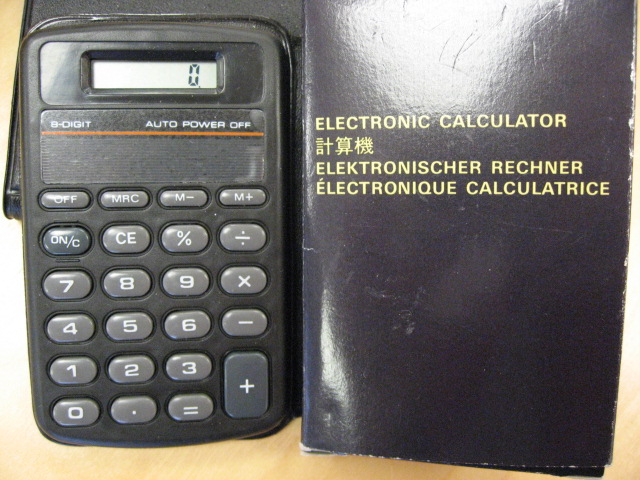 0.
8-DIGIT AUTO POWER OFF
OFF MRC M− M+
ON/C CE % ÷
7 8 9 ×
4 5 6 −
1 2 3
+
0 · =
ELECTRONIC CALCULATOR
計算機
ELEKTRONISCHER RECHNER
ÉLECTRONIQUE CALCULATRICE